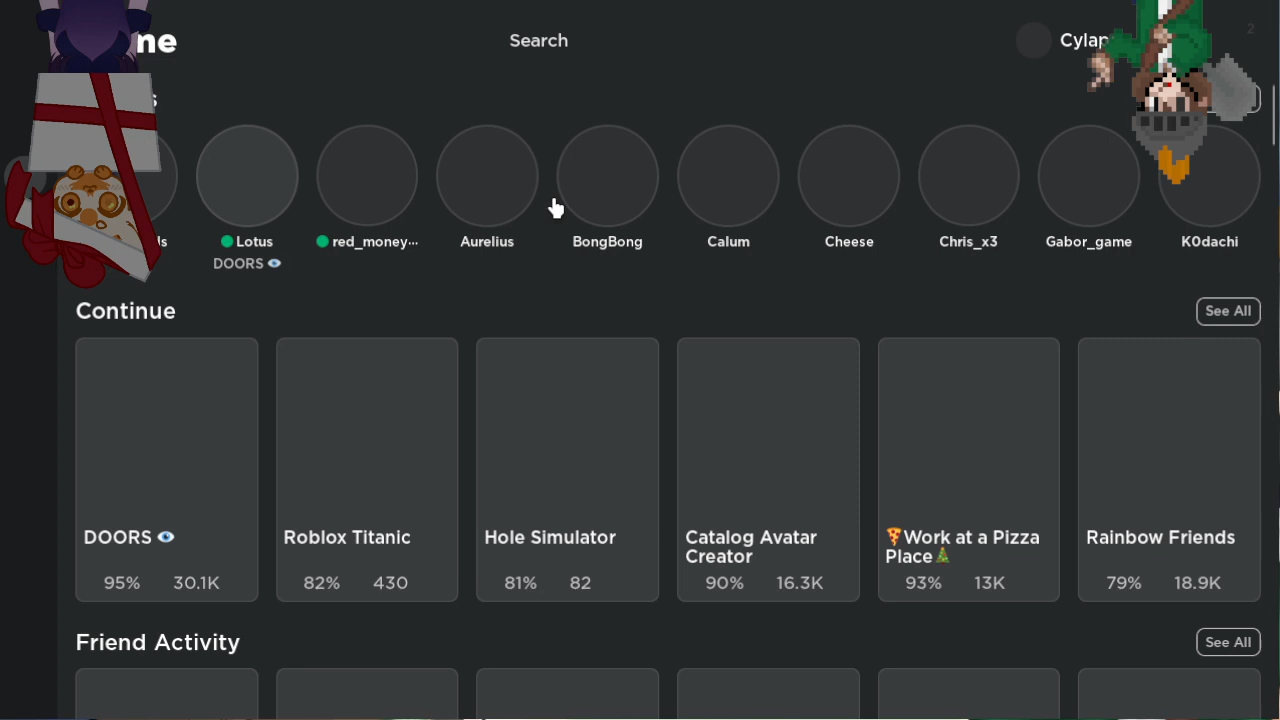 me
Search
2
Lotus
DOORS
red_money...
Aurelius
BongBong
Calum
Cheese
Chris_x3
Gabor_game
K0dachi
Continue
See All
DOORS
95% 30.1K
Roblox Titanic
82% 430
Hole Simulator
81% 82
Catalog Avatar
Creator
90% 16.3K
🍕Work at a Pizza
Place🎄
93% 13K
Rainbow Friends
79% 18.9K
Friend Activity
See All